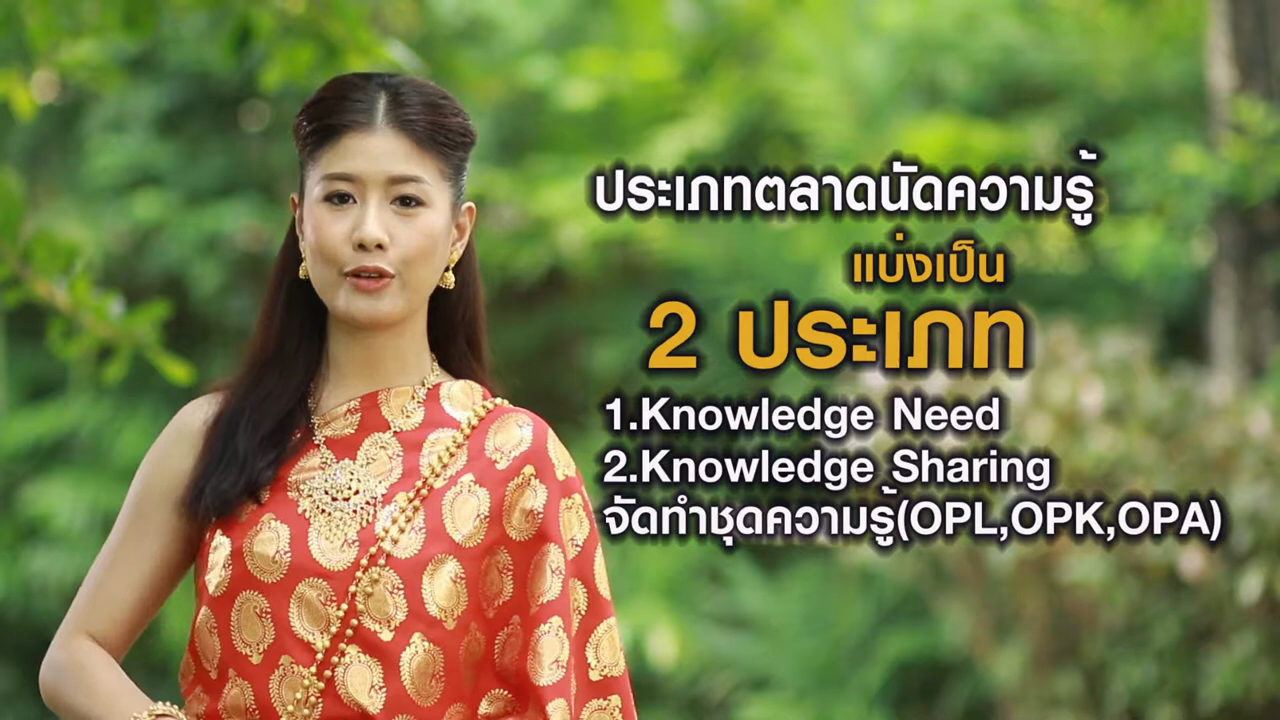 ประเภทตลาดนัดความรู้
แบ่งเป็น
2 ประเภท
1.Knowledge Need
2.Knowledge Sharing
จัดทำชุดความรู้(OPL,OPK,OPA)